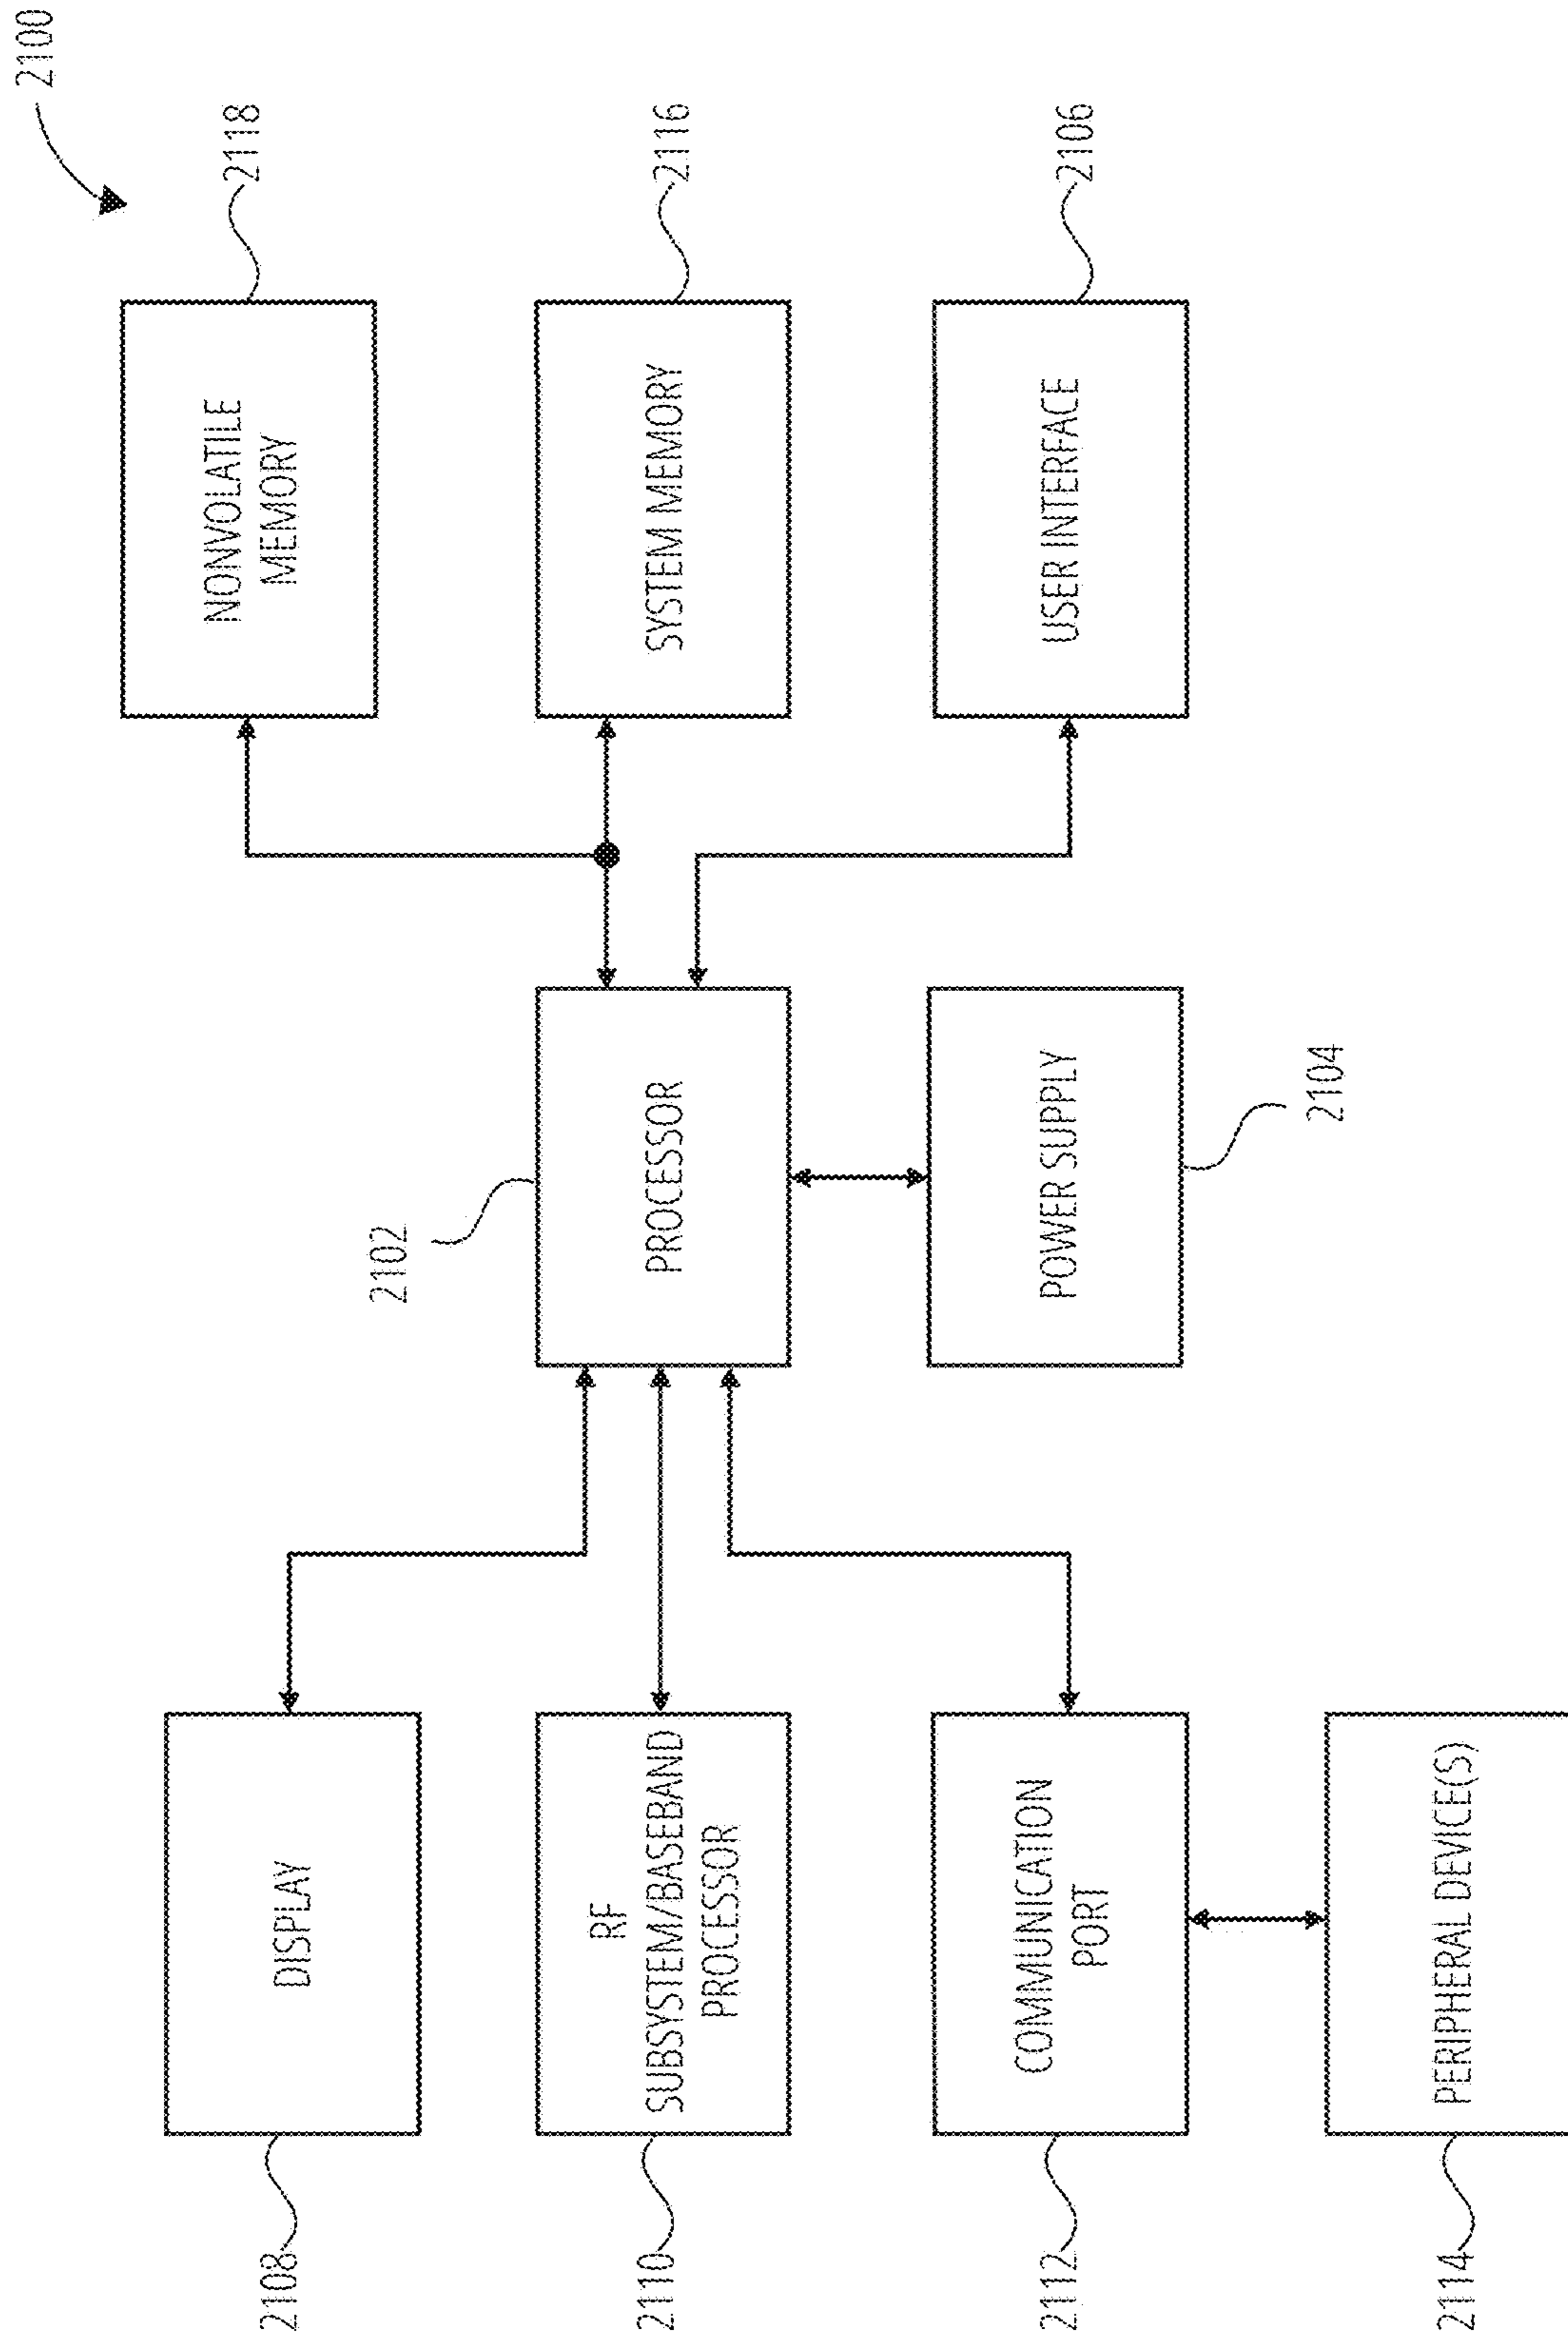 2100
DISPLAY
2108
NONVOLATILE
MEMORY
2118
2102
RF
SUBSYSTEM/BASEBAND
PROCESSOR
2110
PROCESSOR
SYSTEM MEMORY
2116
COMMUNICATION
PORT
2112
POWER SUPPLY
2104
USER INTERFACE
2106
PERIPHERAL DEVICE(S)
2114